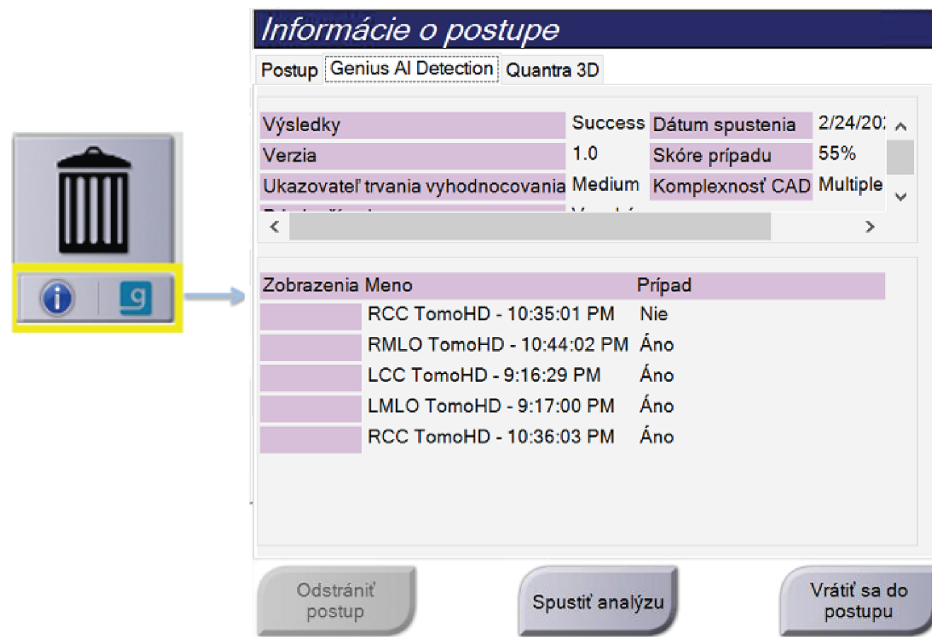 Informácie o postupe
Postup Genius AI Detection Quantra 3D
Výsledky Success Dátum spustenia 2/24/20
Verzia 1.0 Skóre prípadu 55%
Ukazovateľ trvania vyhodnocovania Medium Komplexnosť CAD Multiple
Zobrazenia Meno Prípad
RCC TomoHD - 10:35:01 PM Nie
RMLO TomoHD - 10:44:02 PM Áno
LCC TomoHD - 9:16:29 PM Áno
LMLO TomoHD - 9:17:00 PM Áno
RCC TomoHD - 10:36:03 PM Áno
i g
Odstrániť postup
Spustiť analýzu
Vrátiť sa do postupu